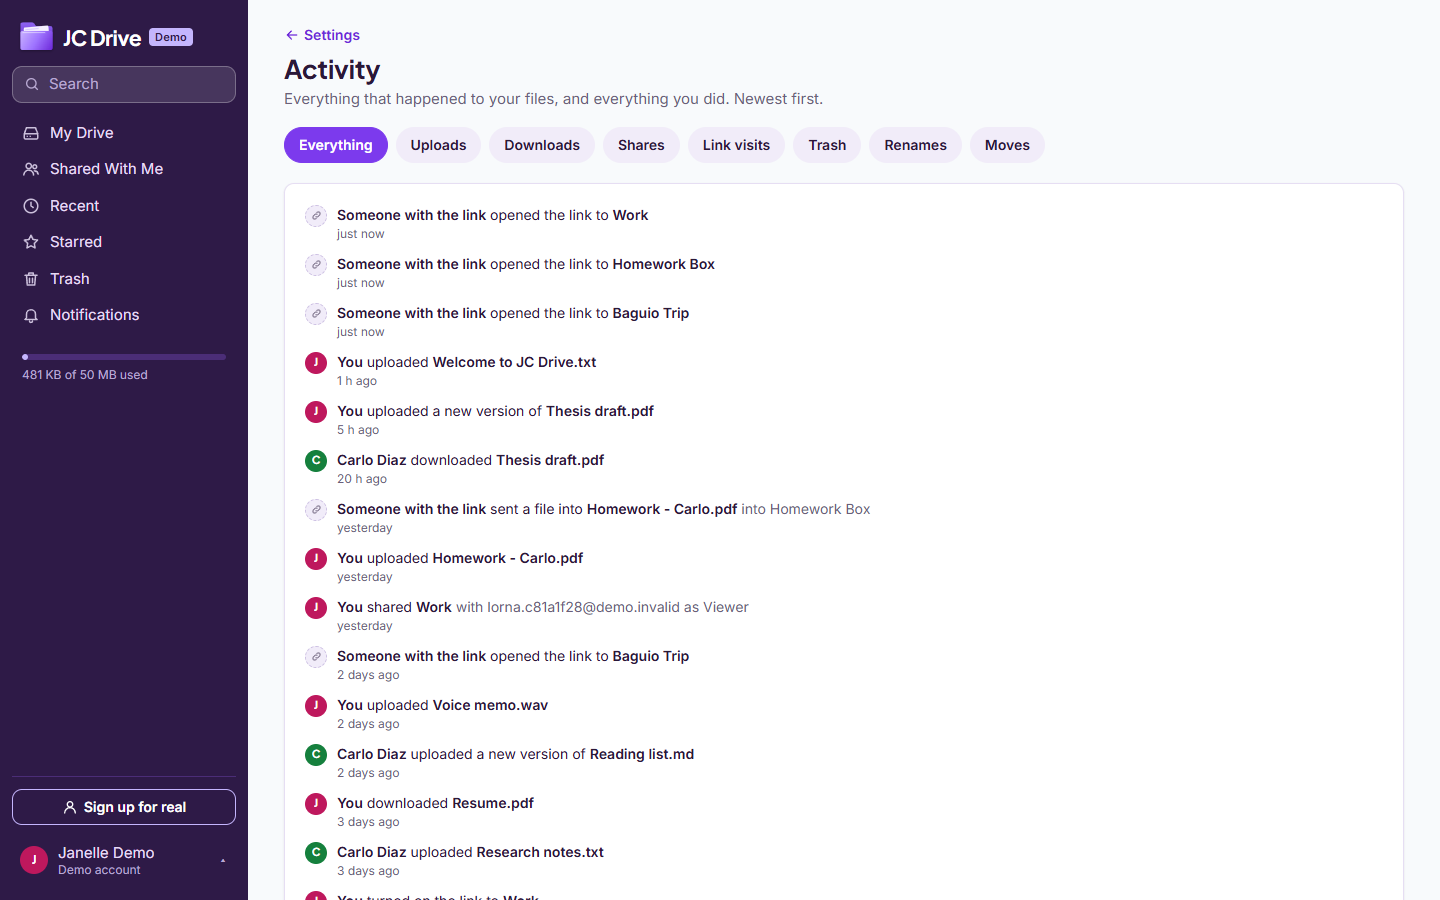 JC Drive Demo
Search
My Drive
Shared With Me
Recent
Starred
Trash
Notifications
481 KB of 50 MB used
Sign up for real
J
Janelle Demo
Demo account
← Settings
Activity
Everything that happened to your files, and everything you did. Newest first.
Everything Uploads Downloads Shares Link visits Trash Renames Moves
Someone with the link opened the link to Work
just now
Someone with the link opened the link to Homework Box
just now
Someone with the link opened the link to Baguio Trip
just now
J You uploaded Welcome to JC Drive.txt
1 h ago
J You uploaded a new version of Thesis draft.pdf
5 h ago
C Carlo Diaz downloaded Thesis draft.pdf
20 h ago
Someone with the link sent a file into Homework - Carlo.pdf into Homework Box
yesterday
J You uploaded Homework - Carlo.pdf
yesterday
J You shared Work with lorna.c81a1f28@demo.invalid as Viewer
yesterday
Someone with the link opened the link to Baguio Trip
2 days ago
J You uploaded Voice memo.wav
2 days ago
C Carlo Diaz uploaded a new version of Reading list.md
2 days ago
J You downloaded Resume.pdf
3 days ago
C Carlo Diaz uploaded Research notes.txt
3 days ago
You turned on the link to Work